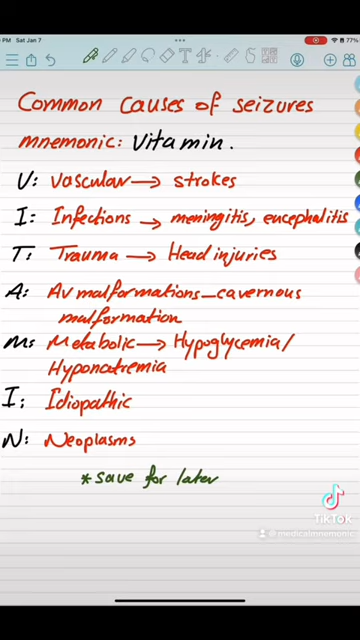 PM Sat Jan 7
77%
Common causes of seizures
mnemonic: Vitamin.
V: Vascular → strokes
I: Infections → meningitis, encephalitis
T: Trauma → Head injuries
A: Av malformations - cavernous
malformation
M: Metabolic → Hypoglycemia/
Hyponatremia
I: Idiopathic
N: Neoplasms
*save for later
TikTok
@medicalmnemonic